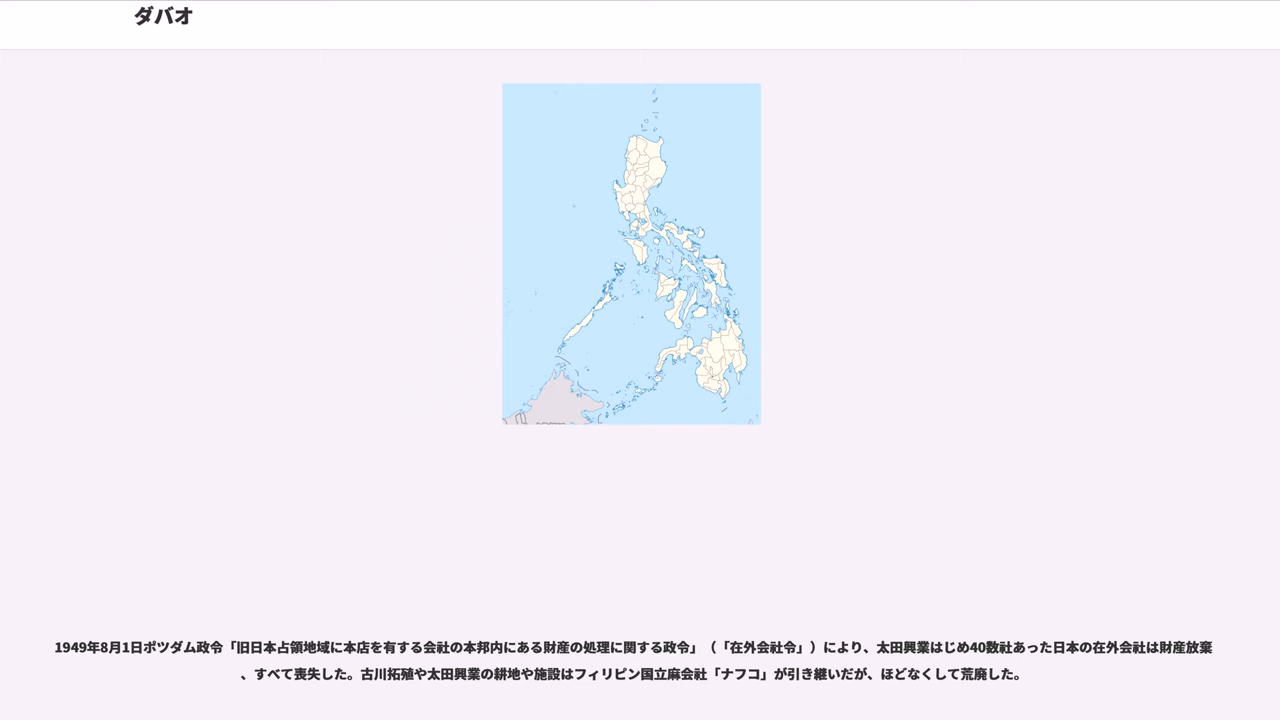 ダバオ
1949年8月1日ポツダム政令「旧日本占領地域に本店を有する会社の本邦内にある財産の処理に関する政令」（「在外会社令」）により、太田興業はじめ40数社あった日本の在外会社は財産放棄
、すべて喪失した。古川拓殖や太田興業の耕地や施設はフィリピン国立麻会社「ナフコ」が引き継いだが、ほどなくして荒廃した。